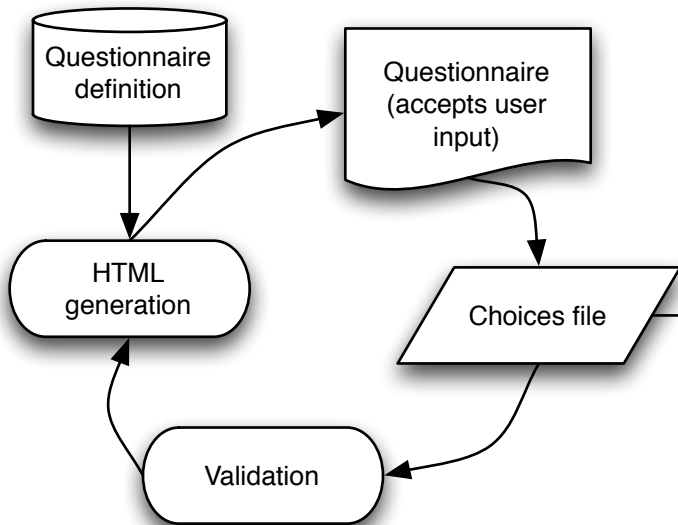 Questionnaire
definition
Questionnaire
(accepts user
input)
HTML
generation
Choices file
Validation